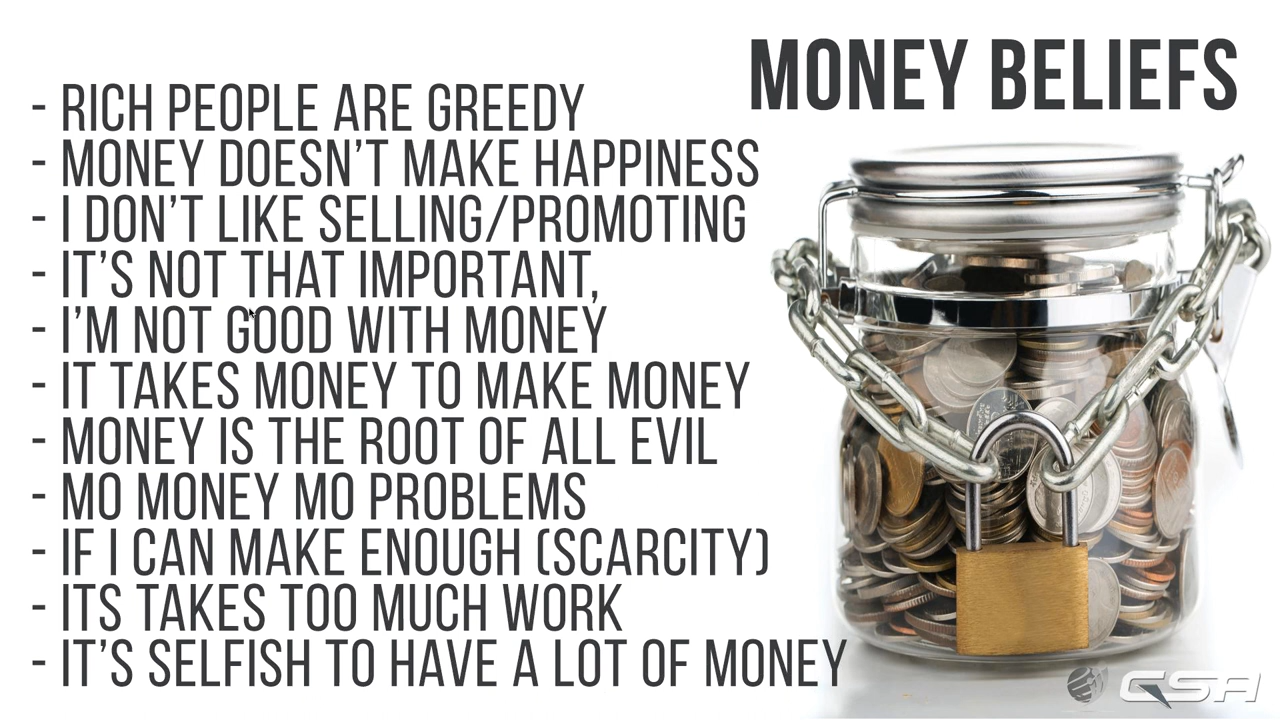 MONEY BELIEFS
- RICH PEOPLE ARE GREEDY
- MONEY DOESN'T MAKE HAPPINESS
- I DON'T LIKE SELLING/PROMOTING
- IT'S NOT THAT IMPORTANT,
- I'M NOT GOOD WITH MONEY
- IT TAKES MONEY TO MAKE MONEY
- MONEY IS THE ROOT OF ALL EVIL
- MO MONEY MO PROBLEMS
- IF I CAN MAKE ENOUGH (SCARCITY)
- ITS TAKES TOO MUCH WORK
- IT'S SELFISH TO HAVE A LOT OF MONEY
CSA